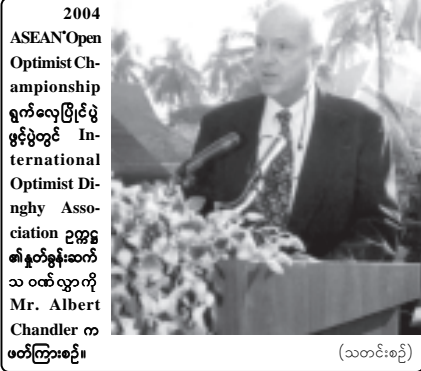 2004
ASEAN Open
Optimist Ch-
ampionship
ရွက်လှေပြိုင်ပွဲ
ဖွင့်ပွဲတွင် In-
ternational
Optimist Di-
nghy Asso-
ciation ဥက္ကဋ္ဌ
၏နှုတ်ခွန်းဆက်
သ ဝဏ်လွှာကို
Mr. Albert
Chandler က
ဖတ်ကြားစဉ်။
(သတင်းစဉ်)